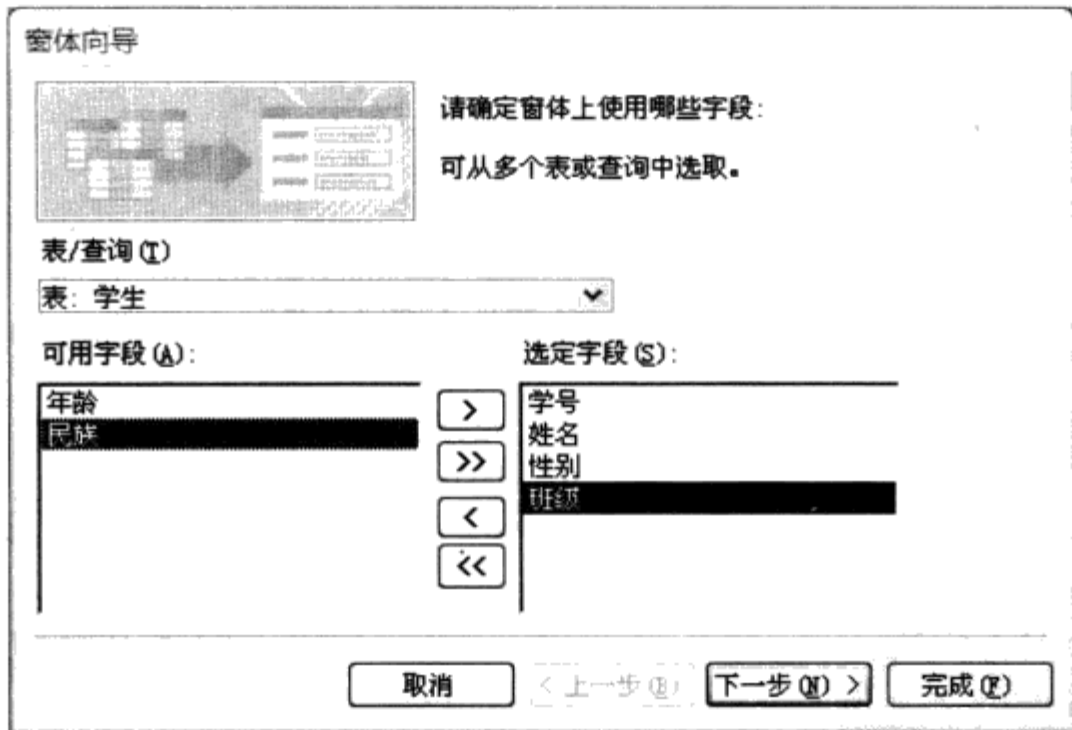 窗体向导
请确定窗体上使用哪些字段:
可从多个表或查询中选取。
表/查询(T)
表: 学生
可用字段(A):
选定字段(S):
年龄
民族
>
>>
<
<<
学号
姓名
性别
班级
取消
< 上一步(B)
下一步(N) >
完成(F)